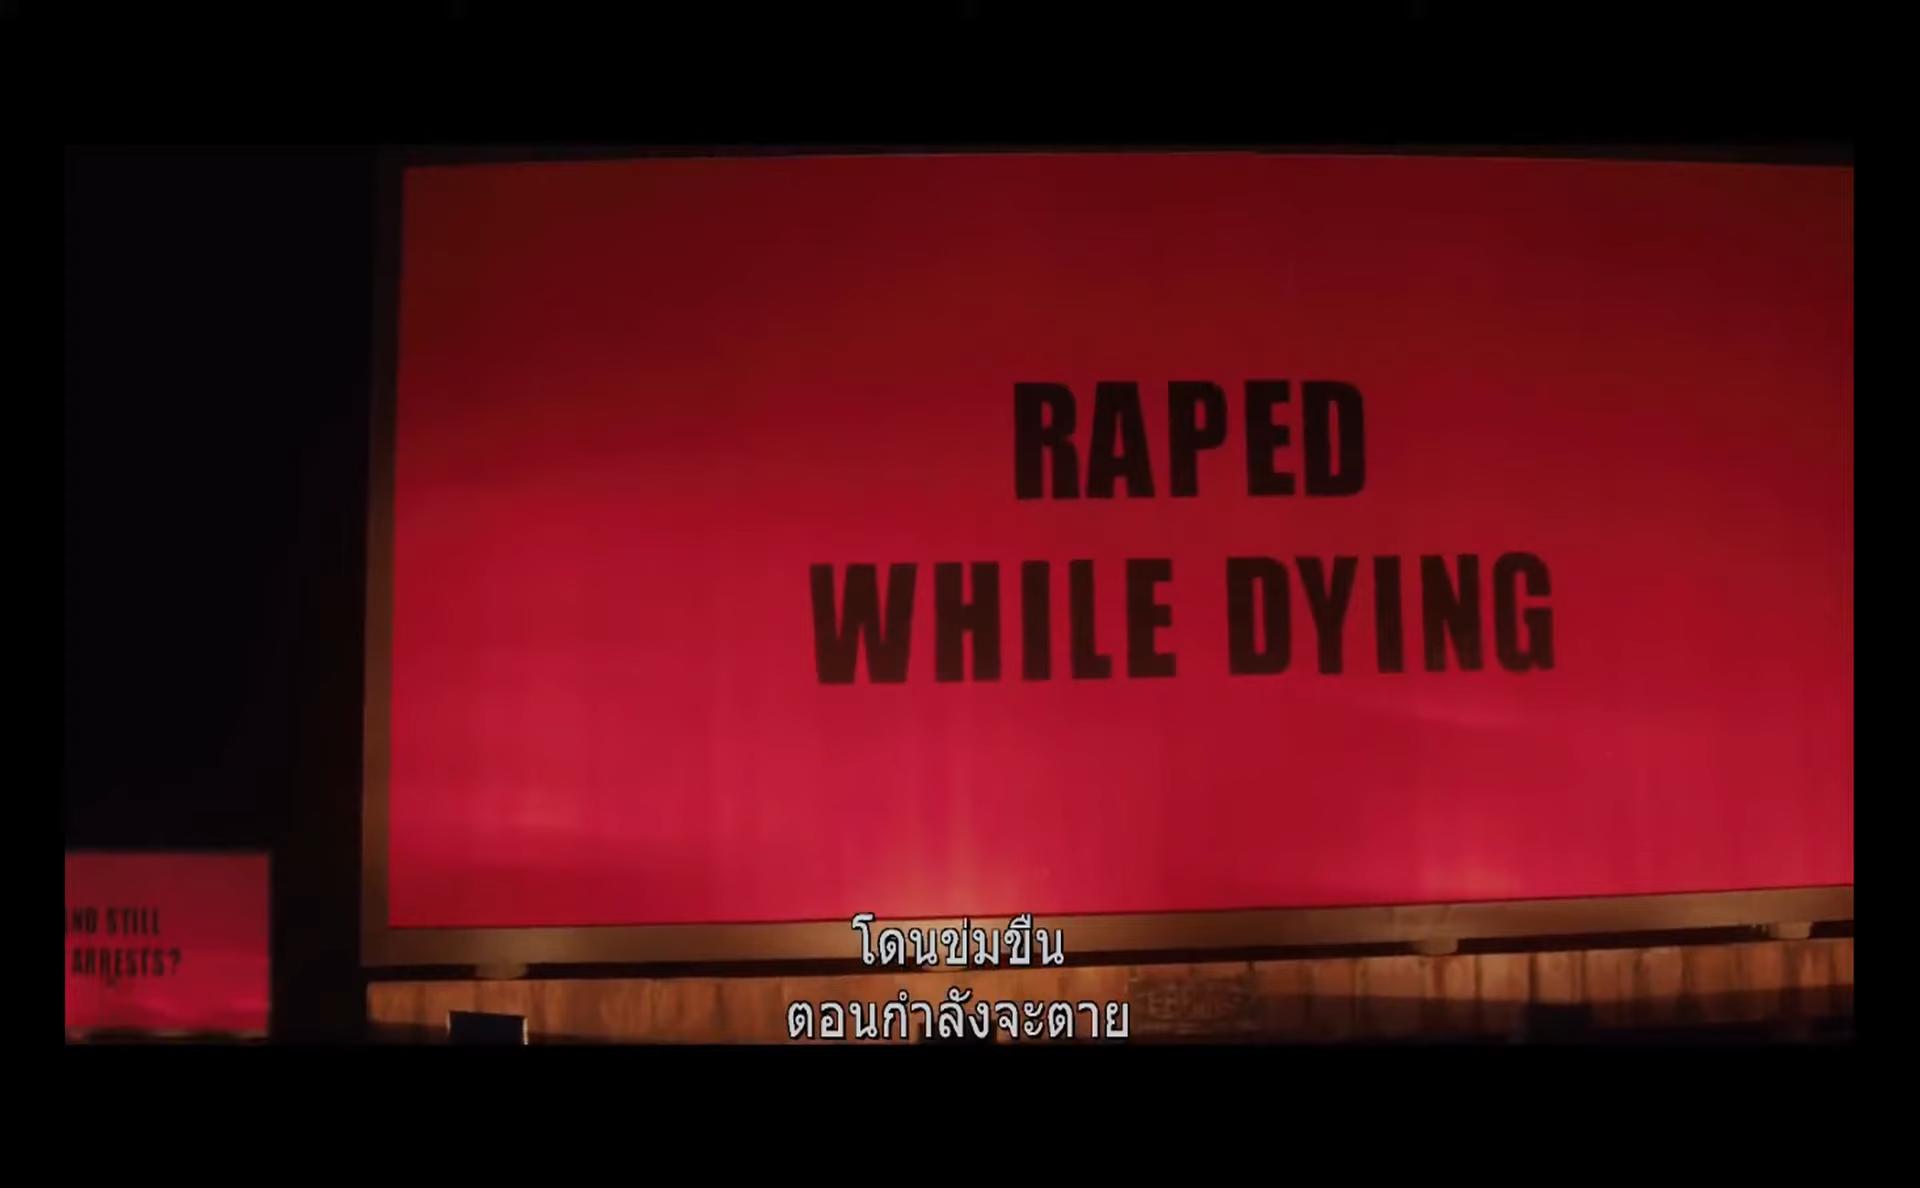 RAPED
WHILE DYING
AND STILL
ARRESTS?
โดนข่มขืน
ตอนกำลังจะตาย